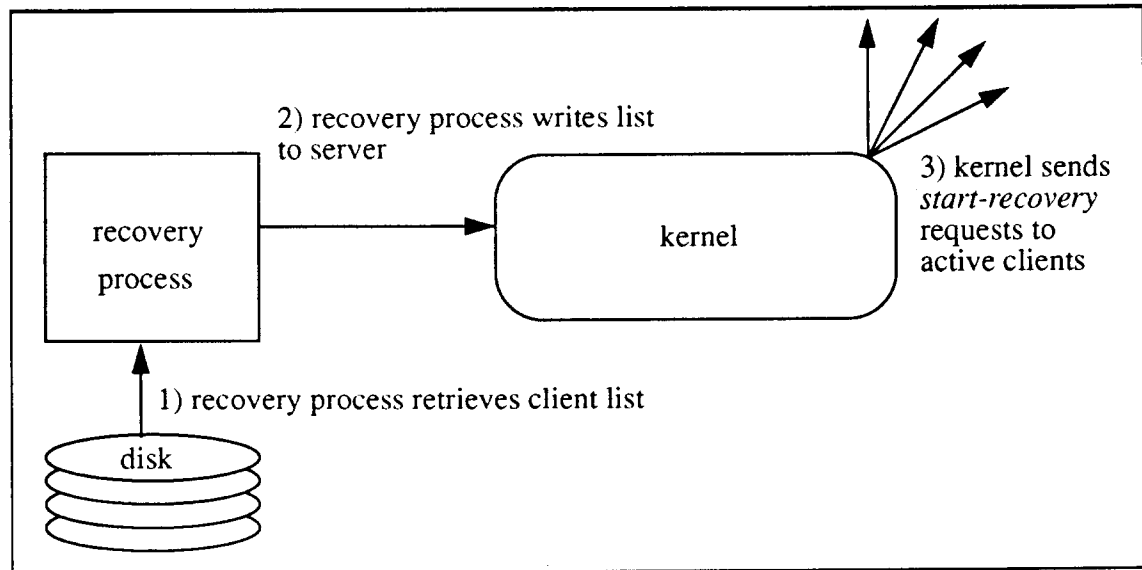 2) recovery process writes list
to server
3) kernel sends
start-recovery
requests to
active clients
recovery
process
kernel
1) recovery process retrieves client list
disk